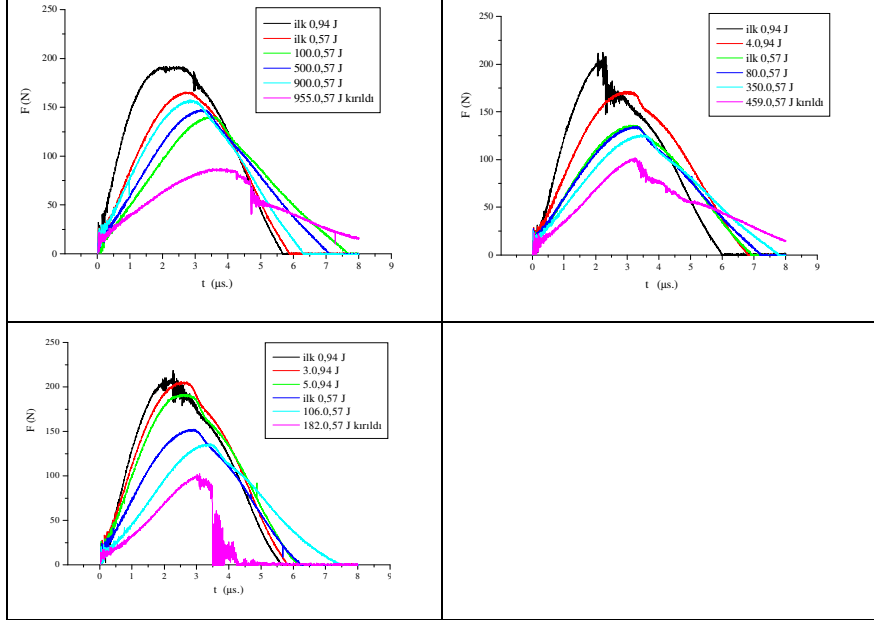 250
200
150
100
50
0
F (N)
ilk 0,94 J
ilk 0,57 J
100.0,57 J
500.0,57 J
900.0,57 J
955.0,57 J kırıldı
0 1 2 3 4 5 6 7 8 9
t (µs.)
250
200
150
100
50
0
F (N)
ilk 0,94 J
4.0,94 J
ilk 0,57 J
80.0,57 J
350.0,57 J
459.0,57 J kırıldı
0 1 2 3 4 5 6 7 8 9
t (µs.)
250
200
150
100
50
0
F (N)
ilk 0,94 J
3.0,94 J
5.0,94 J
ilk 0,57 J
106.0,57 J
182.0,57 J kırıldı
0 1 2 3 4 5 6 7 8 9
t (µs.)